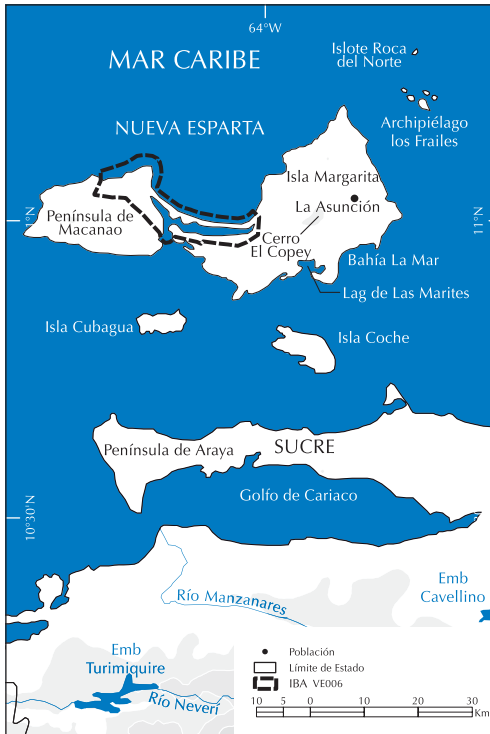 64°W
MAR CARIBE
Islote Roca
del Norte
NUEVA ESPARTA
Archipiélago
los Frailes
Isla Margarita
La Asunción
Península de
Macanao
1°N
11°N
Cerro
El Copey
Bahía La Mar
Lag de Las Marites
Isla Cubagua
Isla Coche
Península de Araya
SUCRE
Golfo de Cariaco
10°30'N
Emb
Cavellino
Río Manzanares
Emb
Turimiquire
Río Neverí
Población
Límite de Estado
IBA VE006
10 5 0 10 20 30
Km